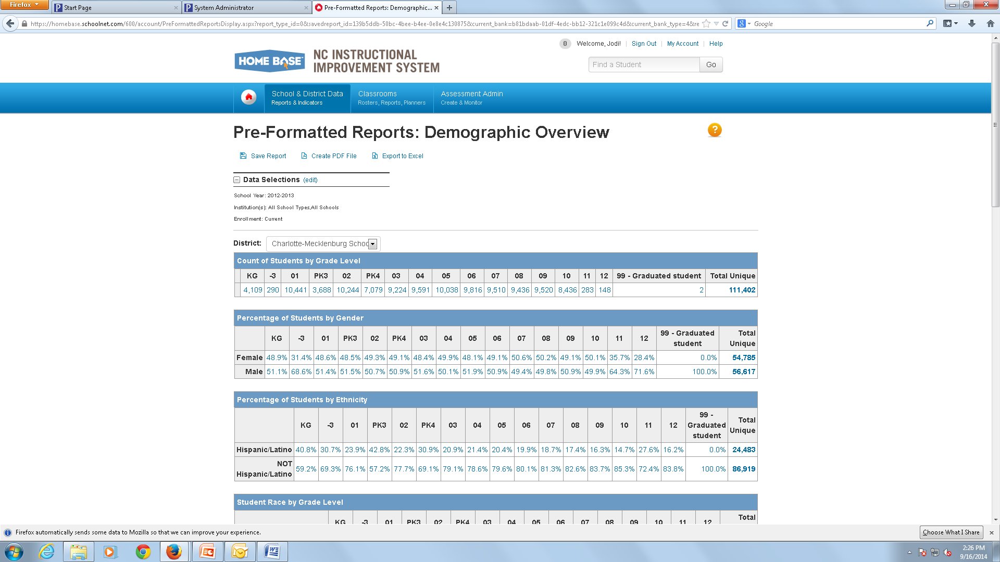 Firefox
Start Page
System Administrator
Pre-Formatted Reports: Demographic...
https://homebase.schoolnet.com/600/account/PreFormattedReportsDisplay.aspx?report_type_id=0&savedreport_id=139b5ddb-50bc-4bee-b4ee-0e8e4c130875&current_bank=b81bdaab-01df-4edc-bb12-321c1e099c4d&current_bank_type=4&re
Google
0 Welcome, Jodi! | Sign Out | My Account | Help
HOME BASE
NC INSTRUCTIONAL
IMPROVEMENT SYSTEM
Find a Student Go
School & District Data
Reports & Indicators
Classrooms
Rosters, Reports, Planners
Assessment Admin
Create & Monitor
Pre-Formatted Reports: Demographic Overview ?
Save Report Create PDF File Export to Excel
Data Selections (edit)
School Year: 2012-2013
Institution(s): All School Types,All Schools
Enrollment: Current
District: Charlotte-Mecklenburg Schoo
Count of Students by Grade Level
KG -3 01 PK3 02 PK4 03 04 05 06 07 08 09 10 11 12 99 - Graduated student Total Unique
4,109 290 10,441 3,688 10,244 7,079 9,224 9,591 10,038 9,816 9,510 9,436 9,520 8,436 283 148 2 111,402
Percentage of Students by Gender
KG -3 01 PK3 02 PK4 03 04 05 06 07 08 09 10 11 12 99 - Graduated student Total Unique
Female 48.9% 31.4% 48.6% 48.5% 49.3% 49.1% 48.4% 49.9% 48.1% 49.1% 50.6% 50.2% 49.1% 50.1% 35.7% 28.4% 0.0% 54,785
Male 51.1% 68.6% 51.4% 51.5% 50.7% 50.9% 51.6% 50.1% 51.9% 50.9% 49.4% 49.8% 50.9% 49.9% 64.3% 71.6% 100.0% 56,617
Percentage of Students by Ethnicity
KG -3 01 PK3 02 PK4 03 04 05 06 07 08 09 10 11 12 99 - Graduated student Total Unique
Hispanic/Latino 40.8% 30.7% 23.9% 42.8% 22.3% 30.9% 20.9% 21.4% 20.4% 19.9% 18.7% 17.4% 16.3% 14.7% 27.6% 16.2% 0.0% 24,483
NOT Hispanic/Latino 59.2% 69.3% 76.1% 57.2% 77.7% 69.1% 79.1% 78.6% 79.6% 80.1% 81.3% 82.6% 83.7% 85.3% 72.4% 83.8% 100.0% 86,919
Student Race by Grade Level
KG -3 01 PK3 02 PK4 03 04 05 06 07 08 09 10 11 12 Total
Firefox automatically sends some data to Mozilla so that we can improve your experience.
Choose What I Share
2:26 PM
9/16/2014